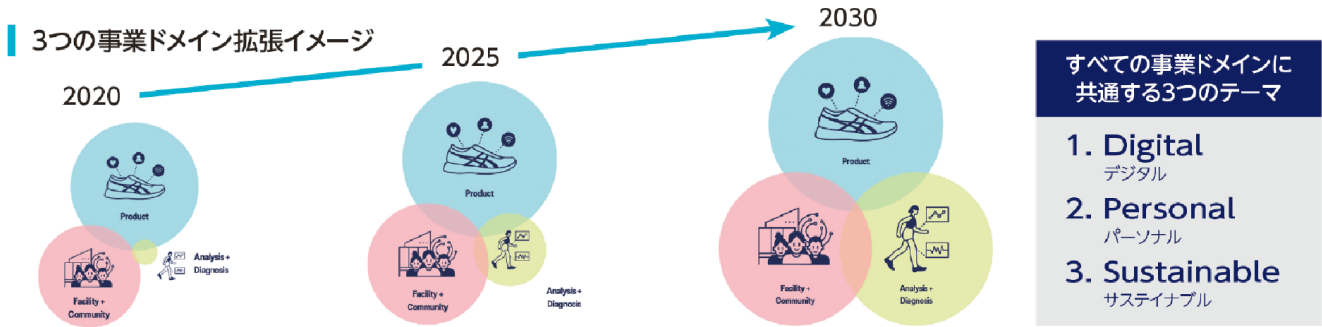 3つの事業ドメイン拡張イメージ
2020
Product
Facility +
Community
Analysis +
Diagnosis
2025
Product
Facility +
Community
Analysis +
Diagnosis
2030
Product
Facility +
Community
Analysis +
Diagnosis
すべての事業ドメインに
共通する3つのテーマ
1. Digital
デジタル
2. Personal
パーソナル
3. Sustainable
サステイナブル